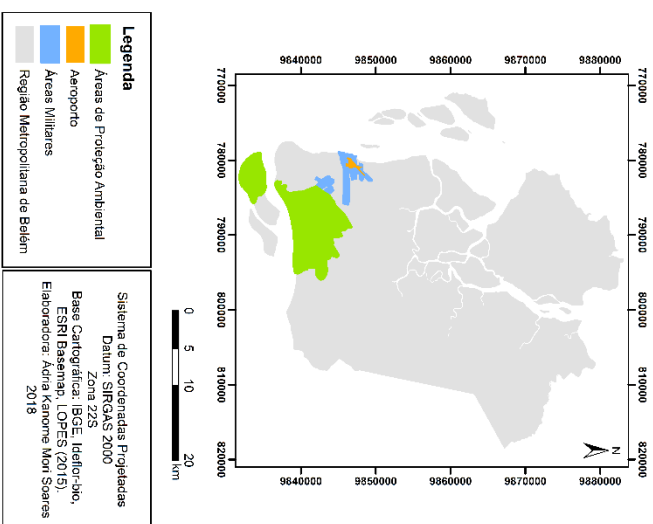 770000 780000 790000 800000 810000 820000
9880000
9870000
9860000
9850000
9840000
9880000
9870000
9860000
9850000
9840000
770000 780000 790000 800000 810000 820000
N
0 5 10 20
km
Legenda
Áreas de Proteção Ambiental
Aeroporto
Áreas Militares
Região Metropolitana de Belém
Sistema de Coordenadas Projetadas
Datum: SIRGAS 2000
Zona 22S
Base Cartográfica: IBGE, Ideflor-bio,
ESRI Basemap, LOPES (2015).
Elaboradora: Ádria Kanome Mori Soares
2018